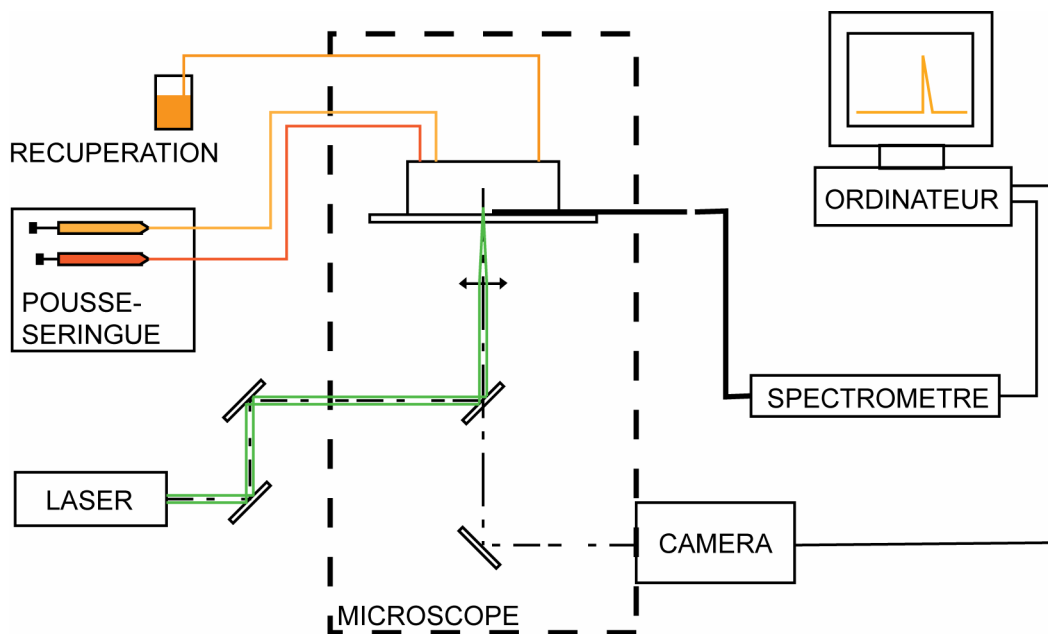 RECUPERATION
ORDINATEUR
POUSSE-
SERINGUE
SPECTROMETRE
LASER
CAMERA
MICROSCOPE